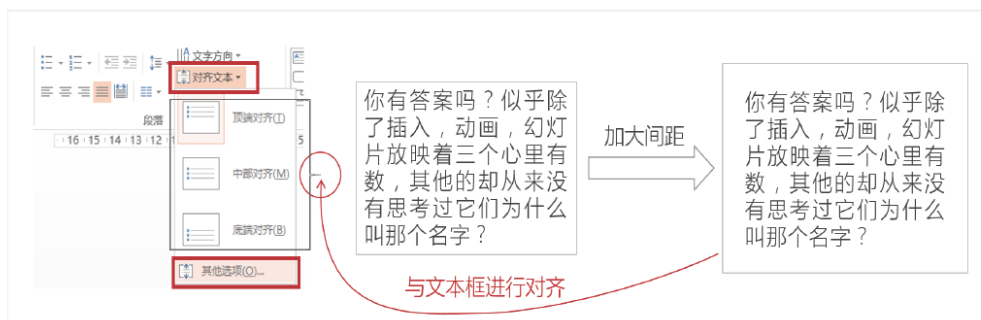 文字方向
对齐文本
段落
16 15 14 13 12
顶端对齐(T)
中部对齐(M)
底端对齐(B)
其他选项(O)...
你有答案吗？似乎除
了插入，动画，幻灯
片放映着三个心里有
数，其他的却从来没
有思考过它们为什么
叫那个名字？
加大间距
你有答案吗？似乎除
了插入，动画，幻灯
片放映着三个心里有
数，其他的却从来没
有思考过它们为什么
叫那个名字？
与文本框进行对齐